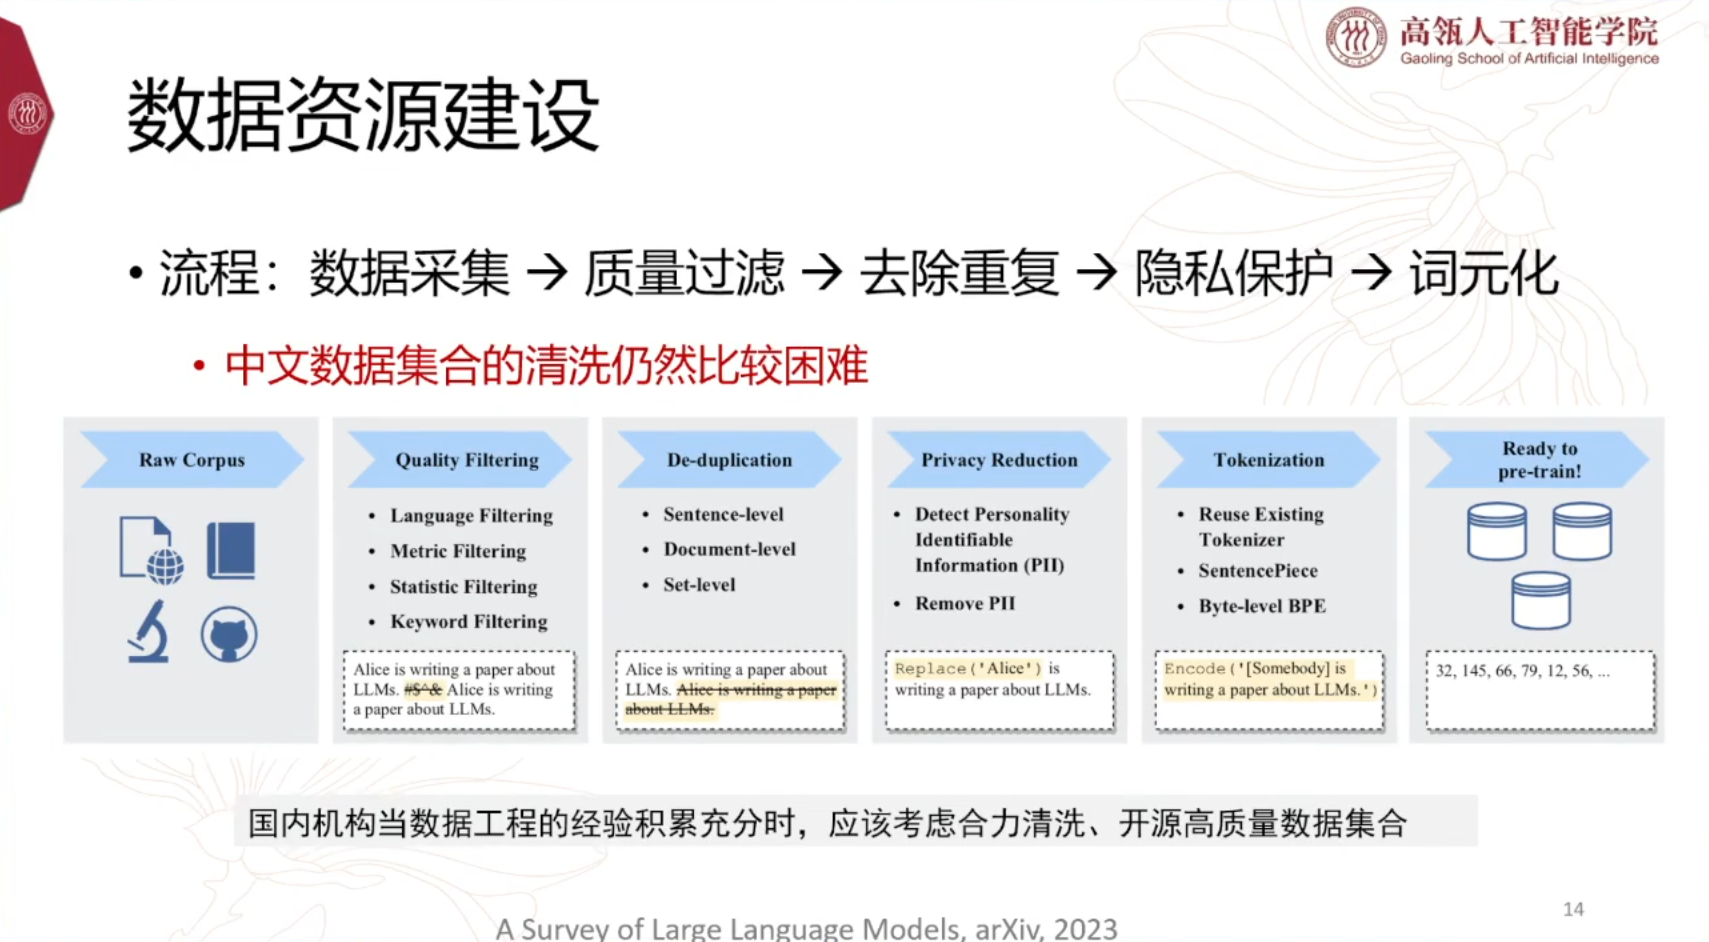 高瓴人工智能学院
Gaoling School of Artificial Intelligence
数据资源建设
• 流程：数据采集 → 质量过滤 → 去除重复 → 隐私保护 → 词元化
• 中文数据集合的清洗仍然比较困难
Raw Corpus
Quality Filtering
• Language Filtering
• Metric Filtering
• Statistic Filtering
• Keyword Filtering
Alice is writing a paper about
LLMs. #$^& Alice is writing
a paper about LLMs.
De-duplication
• Sentence-level
• Document-level
• Set-level
Alice is writing a paper about
LLMs. Alice is writing a paper
about LLMs.
Privacy Reduction
• Detect Personality
Identifiable
Information (PII)
• Remove PII
Replace('Alice') is
writing a paper about LLMs.
Tokenization
• Reuse Existing
Tokenizer
• SentencePiece
• Byte-level BPE
Encode('[Somebody] is
writing a paper about LLMs.')
Ready to
pre-train!
32, 145, 66, 79, 12, 56, ...
国内机构当数据工程的经验积累充分时，应该考虑合力清洗、开源高质量数据集合
14
A Survey of Large Language Models, arXiv, 2023